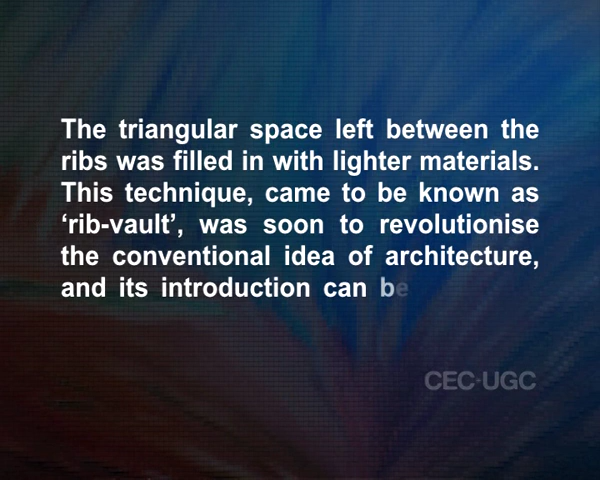 The triangular space left between the
ribs was filled in with lighter materials.
This technique, came to be known as
‘rib-vault’, was soon to revolutionise
the conventional idea of architecture,
and its introduction can be
CEC·UGC